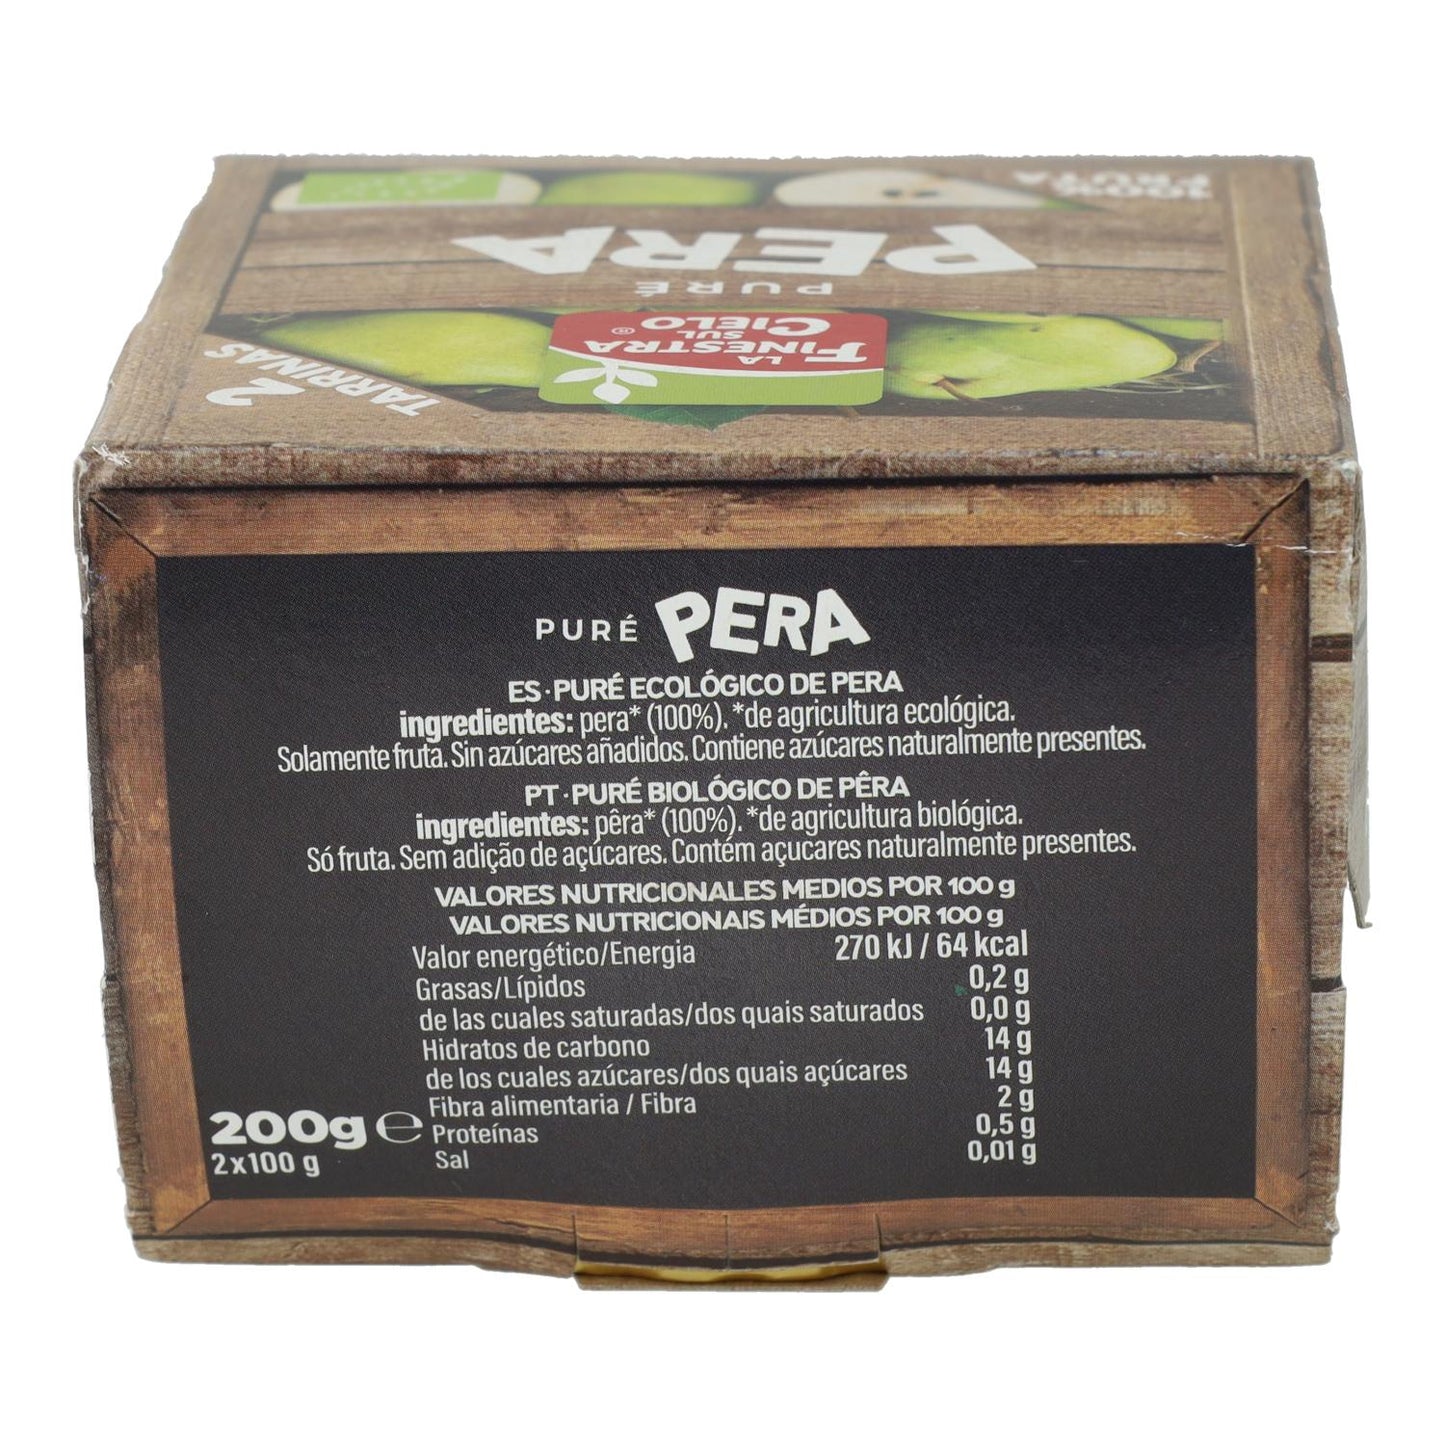 100% FRUTA
PERA
PURÉ
LA
FINESTRA
SUL
CIELO®
2
TARRINAS
PURÉ PERA
ES · PURÉ ECOLÓGICO DE PERA
ingredientes: pera* (100%). *de agricultura ecológica.
Solamente fruta. Sin azúcares añadidos. Contiene azúcares naturalmente presentes.
PT · PURÉ BIOLÓGICO DE PÊRA
ingredientes: pêra* (100%). *de agricultura biológica.
Só fruta. Sem adição de açúcares. Contém açucares naturalmente presentes.
VALORES NUTRICIONALES MEDIOS POR 100 g
VALORES NUTRICIONAIS MÉDIOS POR 100 g
Valor energético/Energia 270 kJ / 64 kcal
Grasas/Lípidos 0,2 g
de las cuales saturadas/dos quais saturados 0,0 g
Hidratos de carbono 14 g
de los cuales azúcares/dos quais açúcares 14 g
Fibra alimentaria / Fibra 2 g
Proteínas 0,5 g
Sal 0,01 g
200g ℮
2x100 g